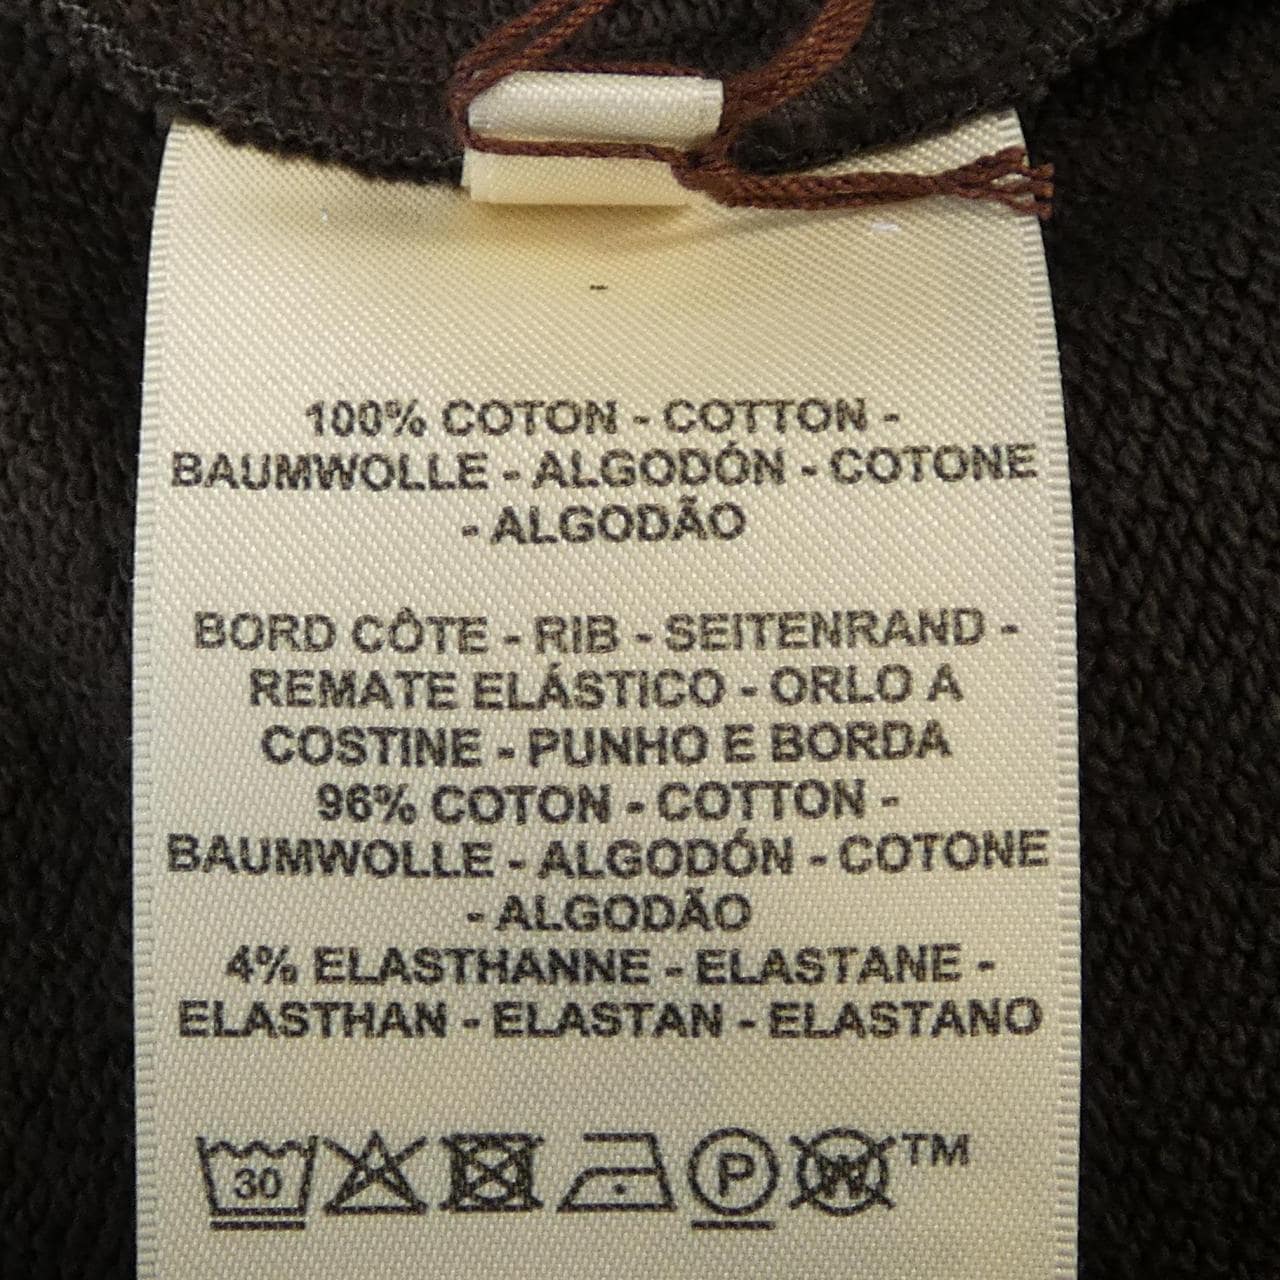 -
100% COTON - COTTON -
BAUMWOLLE - ALGODÓN - COTONE
- ALGODÃO
BORD CÔTE - RIB - SEITENRAND -
REMATE ELÁSTICO - ORLO A
COSTINE - PUNHO E BORDA
96% COTON - COTTON -
BAUMWOLLE - ALGODÓN - COTONE
- ALGODÃO
4% ELASTHANNE - ELASTANE -
ELASTHAN - ELASTAN - ELASTANO
30 P W TM